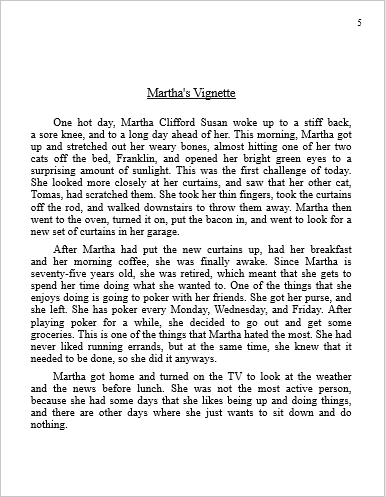 5
Martha's Vignette
One hot day, Martha Clifford Susan woke up to a stiff back,
a sore knee, and to a long day ahead of her. This morning, Martha got
up and stretched out her weary bones, almost hitting one of her two
cats off the bed, Franklin, and opened her bright green eyes to a
surprising amount of sunlight. This was the first challenge of today.
She looked more closely at her curtains, and saw that her other cat,
Tomas, had scratched them. She took her thin fingers, took the curtains
off the rod, and walked downstairs to throw them away. Martha then
went to the oven, turned it on, put the bacon in, and went to look for a
new set of curtains in her garage.
After Martha had put the new curtains up, had her breakfast
and her morning coffee, she was finally awake. Since Martha is
seventy-five years old, she was retired, which meant that she gets to
spend her time doing what she wanted to. One of the things that she
enjoys doing is going to poker with her friends. She got her purse, and
she left. She has poker every Monday, Wednesday, and Friday. After
playing poker for a while, she decided to go out and get some
groceries. This is one of the things that Martha hated the most. She had
never liked running errands, but at the same time, she knew that it
needed to be done, so she did it anyways.
Martha got home and turned on the TV to look at the weather
and the news before lunch. She was not the most active person,
because she had some days that she likes being up and doing things,
and there are other days where she just wants to sit down and do
nothing.